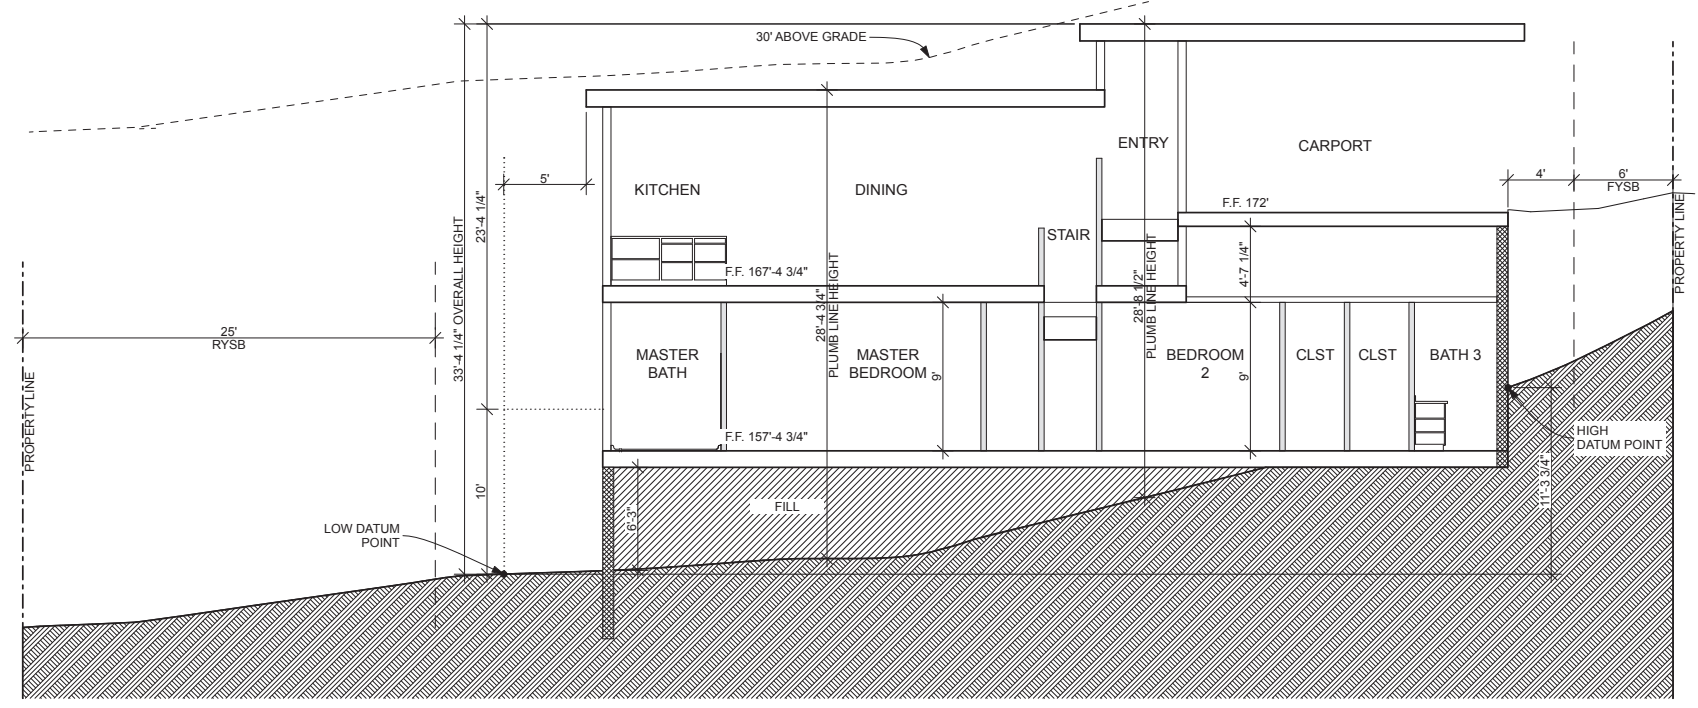 30' ABOVE GRADE
ENTRY
CARPORT
5'
4'
6'
FYSB
KITCHEN
DINING
F.F. 172'
STAIR
23'-4 1/4"
33'-4 1/4" OVERALL HEIGHT
F.F. 167'-4 3/4"
28'-4 3/4"
PLUMB LINE HEIGHT
28'-8 1/2"
PLUMB LINE HEIGHT
4'-7 1/4"
PROPERTY LINE
25'
RYSB
MASTER
BATH
MASTER
BEDROOM
9'
BEDROOM
2
9'
CLST
CLST
BATH 3
PROPERTY LINE
F.F. 157'-4 3/4"
HIGH
DATUM POINT
10'
6'-3"
FILL
11'-3 3/4"
LOW DATUM
POINT